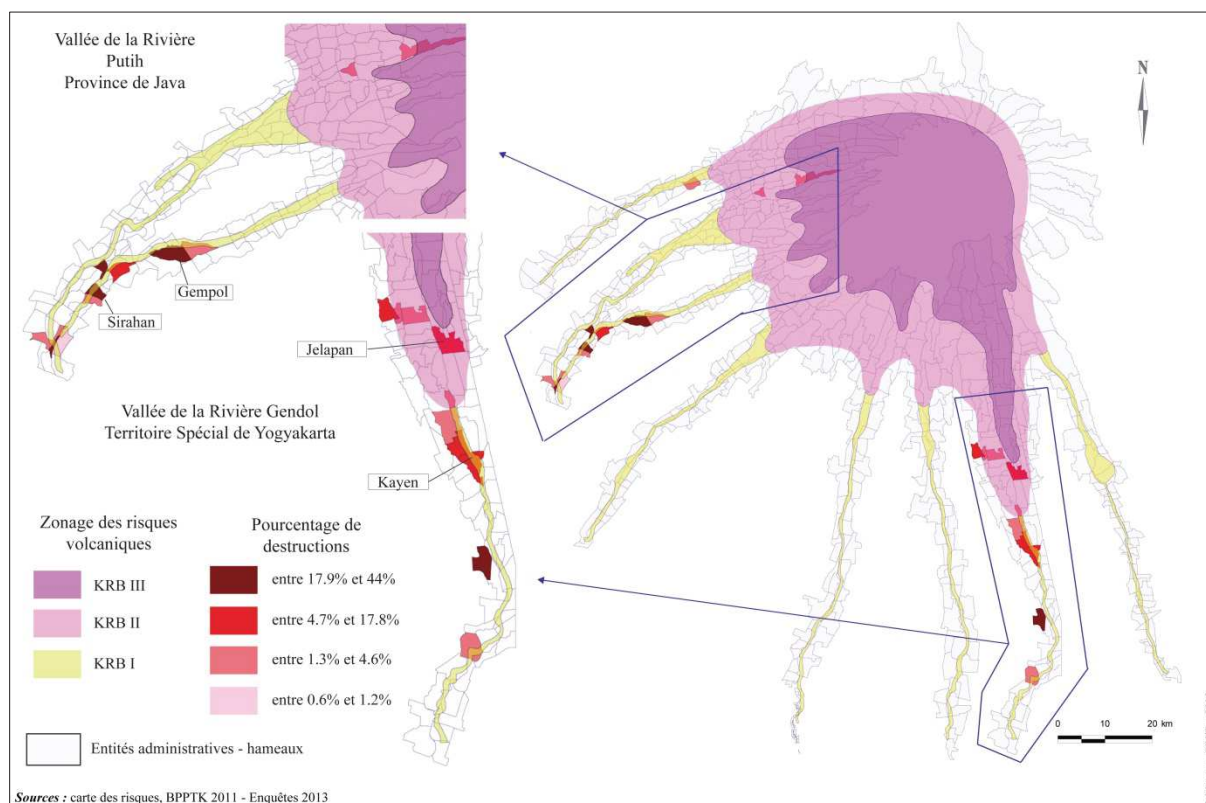 Vallée de la Rivière
Putih
Province de Java
N
Gempol
Sirahan
Jelapan
Vallée de la Rivière Gendol
Territoire Spécial de Yogyakarta
Kayen
Zonage des risques
volcaniques
KRB III
KRB II
KRB I
Pourcentage de
destructions
entre 17.9% et 44%
entre 4.7% et 17.8%
entre 1.3% et 4.6%
entre 0.6% et 1.2%
0 10 20 km
Entités administratives - hameaux
Sources : carte des risques, BPPTK 2011 - Enquêtes 2013